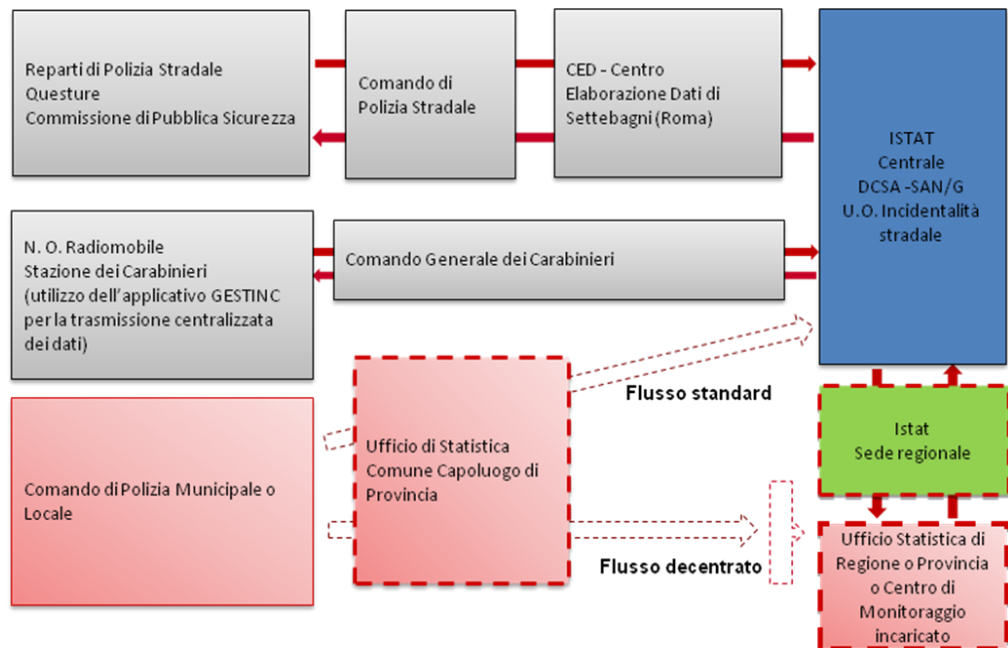 Reparti di Polizia Stradale
Questure
Commissione di Pubblica Sicurezza
Comando di
Polizia Stradale
CED - Centro
Elaborazione Dati di
Settebagni (Roma)
ISTAT
Centrale
DCSA -SAN/G
U.O. Incidentalità
stradale
N. O. Radiomobile
Stazione dei Carabinieri
(utilizzo dell'applicativo GESTINC
per la trasmissione centralizzata
dei dati)
Comando Generale dei Carabinieri
Flusso standard
Istat
Sede regionale
Comando di Polizia Municipale o
Locale
Ufficio di Statistica
Comune Capoluogo di
Provincia
Flusso decentrato
Ufficio Statistica di
Regione o Provincia
o Centro di
Monitoraggio
incaricato